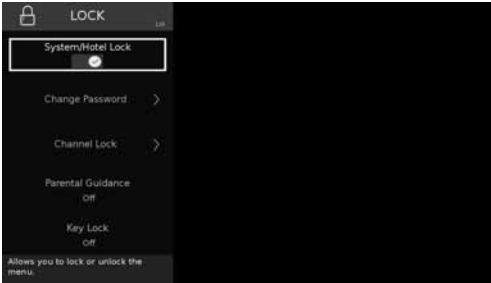 LOCK
System/Hotel Lock
Change Password
Channel Lock
Parental Guidance
Off
Key Lock
Off
Allows you to lock or unlock the
menu.